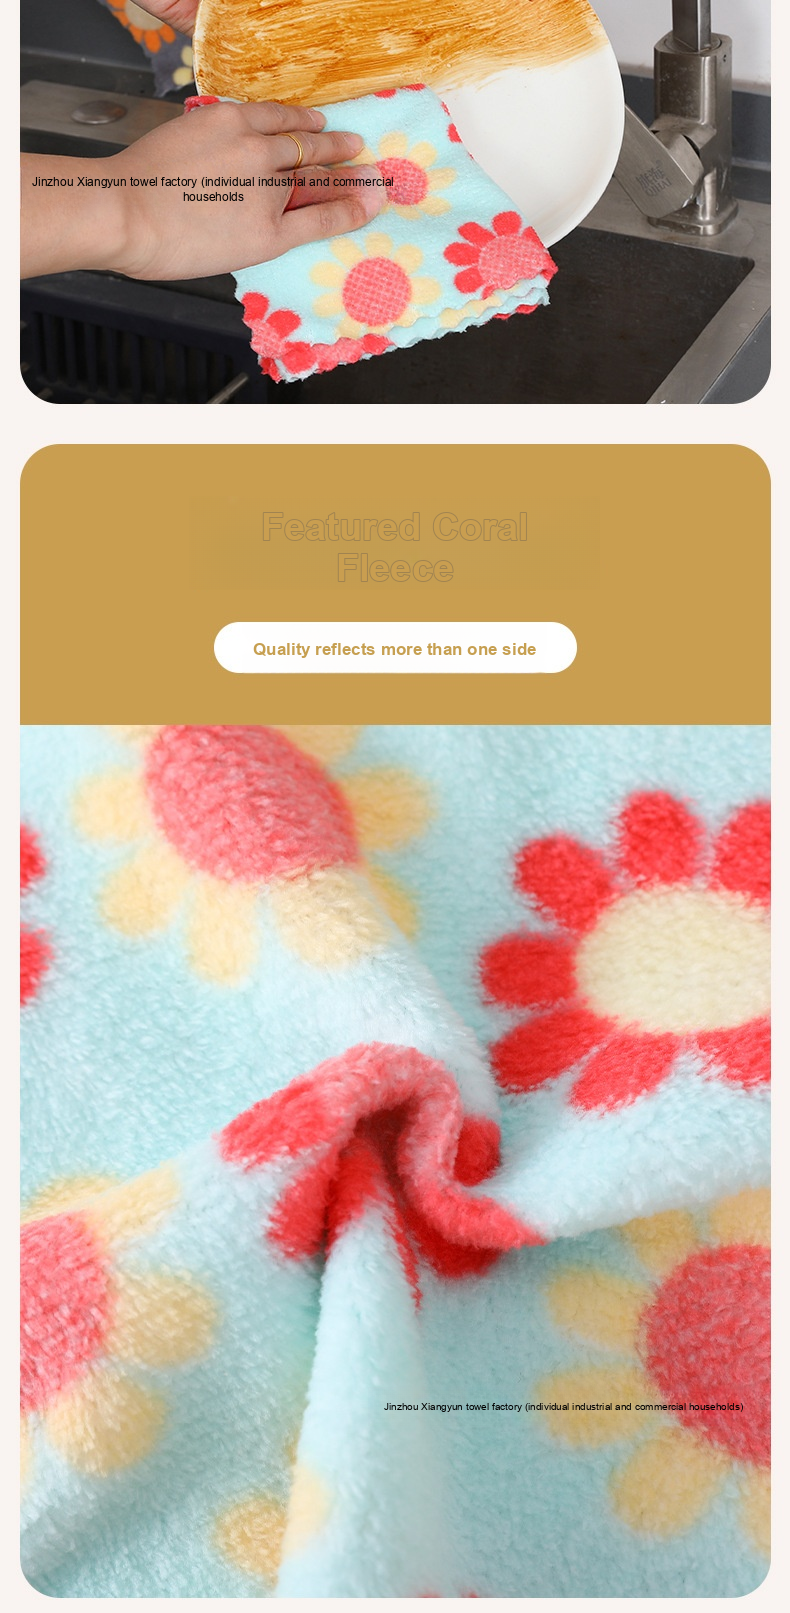 Jinzhou Xiangyun towel factory (individual industrial and commercial
households
Featured Coral
Fleece
Quality reflects more than one side
Jinzhou Xiangyun towel factory (individual industrial and commercial households)